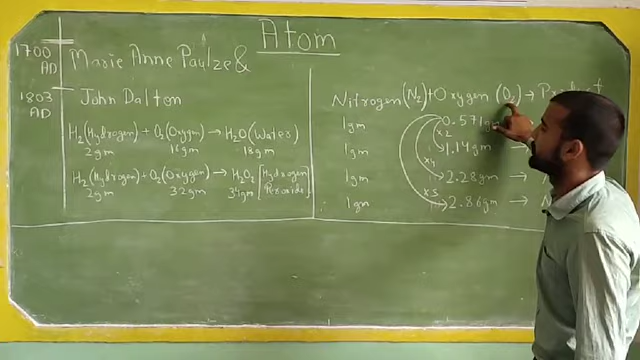 Atom
1700 AD
Marie Anne Paulze &
1803 AD
John Dalton
H₂(Hydrogen) + O₂(Oxygen) → H₂O(Water)
2gm 16gm 18gm
H₂(Hydrogen) + O₂(Oxygen) → H₂O₂ [Hydrogen Peroxide]
2gm 32gm 34gm
Nitrogen (N₂) + Oxygen (O₂) → Product
1gm 0.571gm
x2
1gm 1.14gm →
x4
1gm 2.28gm →
x5
1gm 2.86gm → N